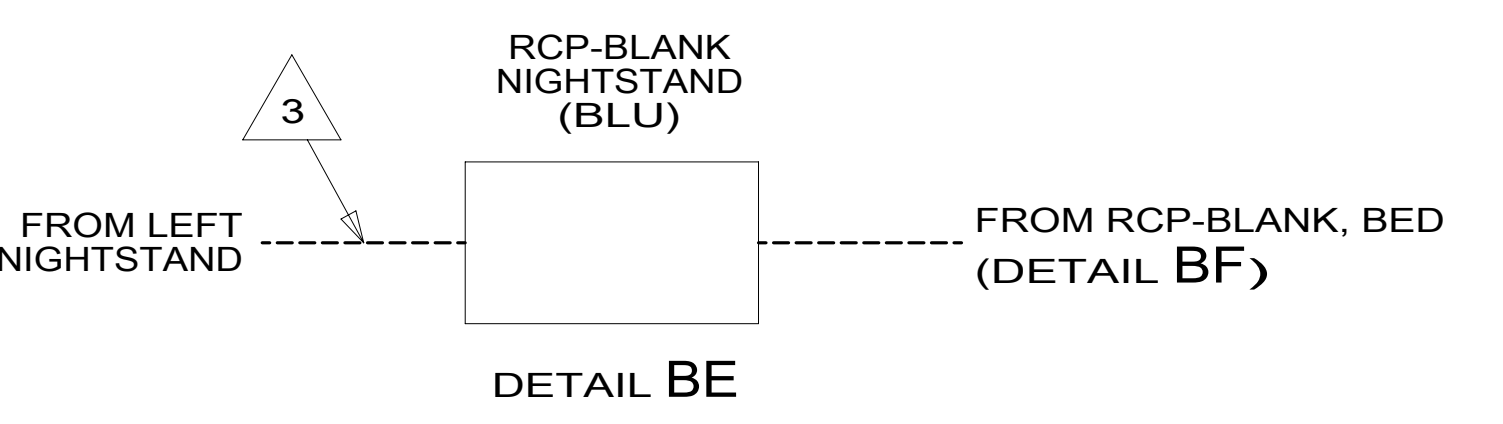 RCP-BLANK
NIGHTSTAND
(BLU)
3
FROM LEFT
NIGHTSTAND
FROM RCP-BLANK, BED
(DETAIL BF)
DETAIL BE